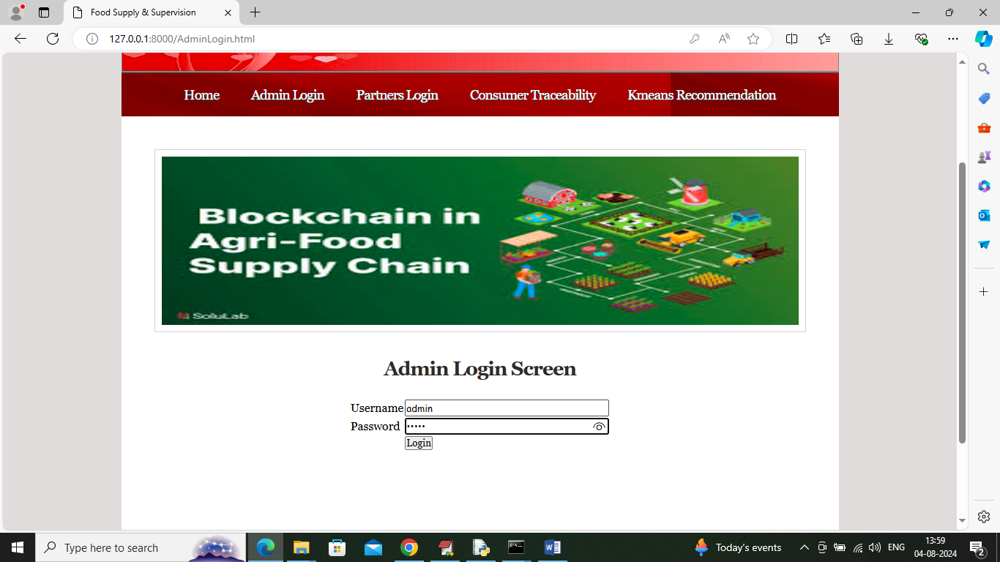 Food Supply & Supervision
127.0.0.1:8000/AdminLogin.html
Home Admin Login Partners Login Consumer Traceability Kmeans Recommendation
Blockchain in
Agri-Food
Supply Chain
SoluLab
Admin Login Screen
Username admin
Password •••••
Login
Type here to search
Today's events
ENG
13:59
04-08-2024
2